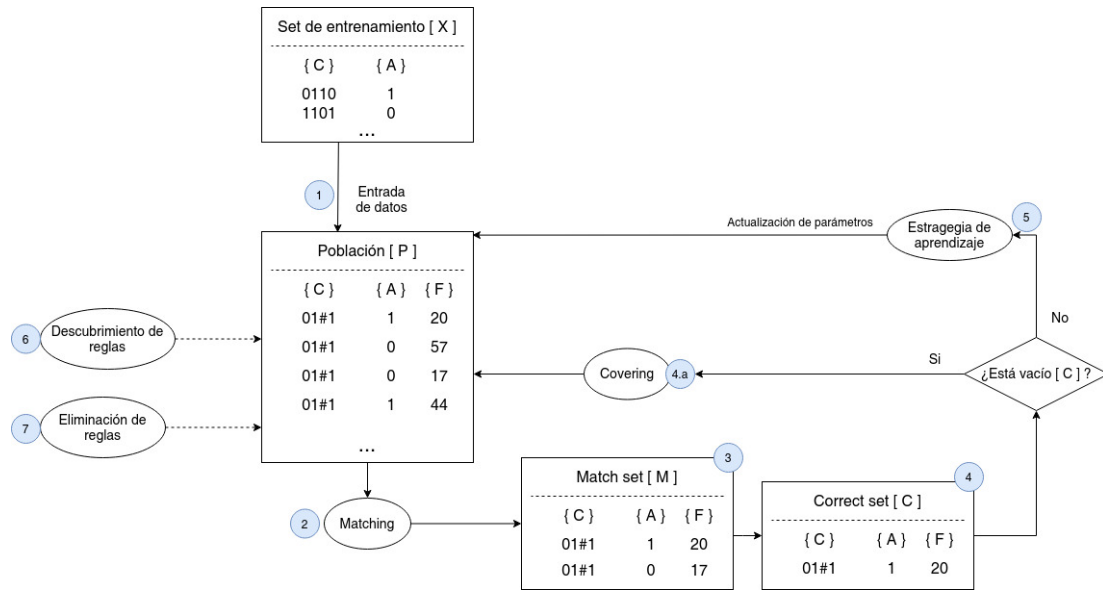 Set de entrenamiento [ X ]
{ C } { A }
0110 1
1101 0
...
1
Entrada
de datos
Población [ P ]
{ C } { A } { F }
01#1 1 20
01#1 0 57
01#1 0 17
01#1 1 44
...
6
Descubrimiento de
reglas
7
Eliminación de
reglas
2
Matching
3
Match set [ M ]
{ C } { A } { F }
01#1 1 20
01#1 0 17
4
Correct set [ C ]
{ C } { A } { F }
01#1 1 20
¿Está vacío [ C ] ?
Si
4.a
Covering
No
5
Estragegia de
aprendizaje
Actualización de parámetros